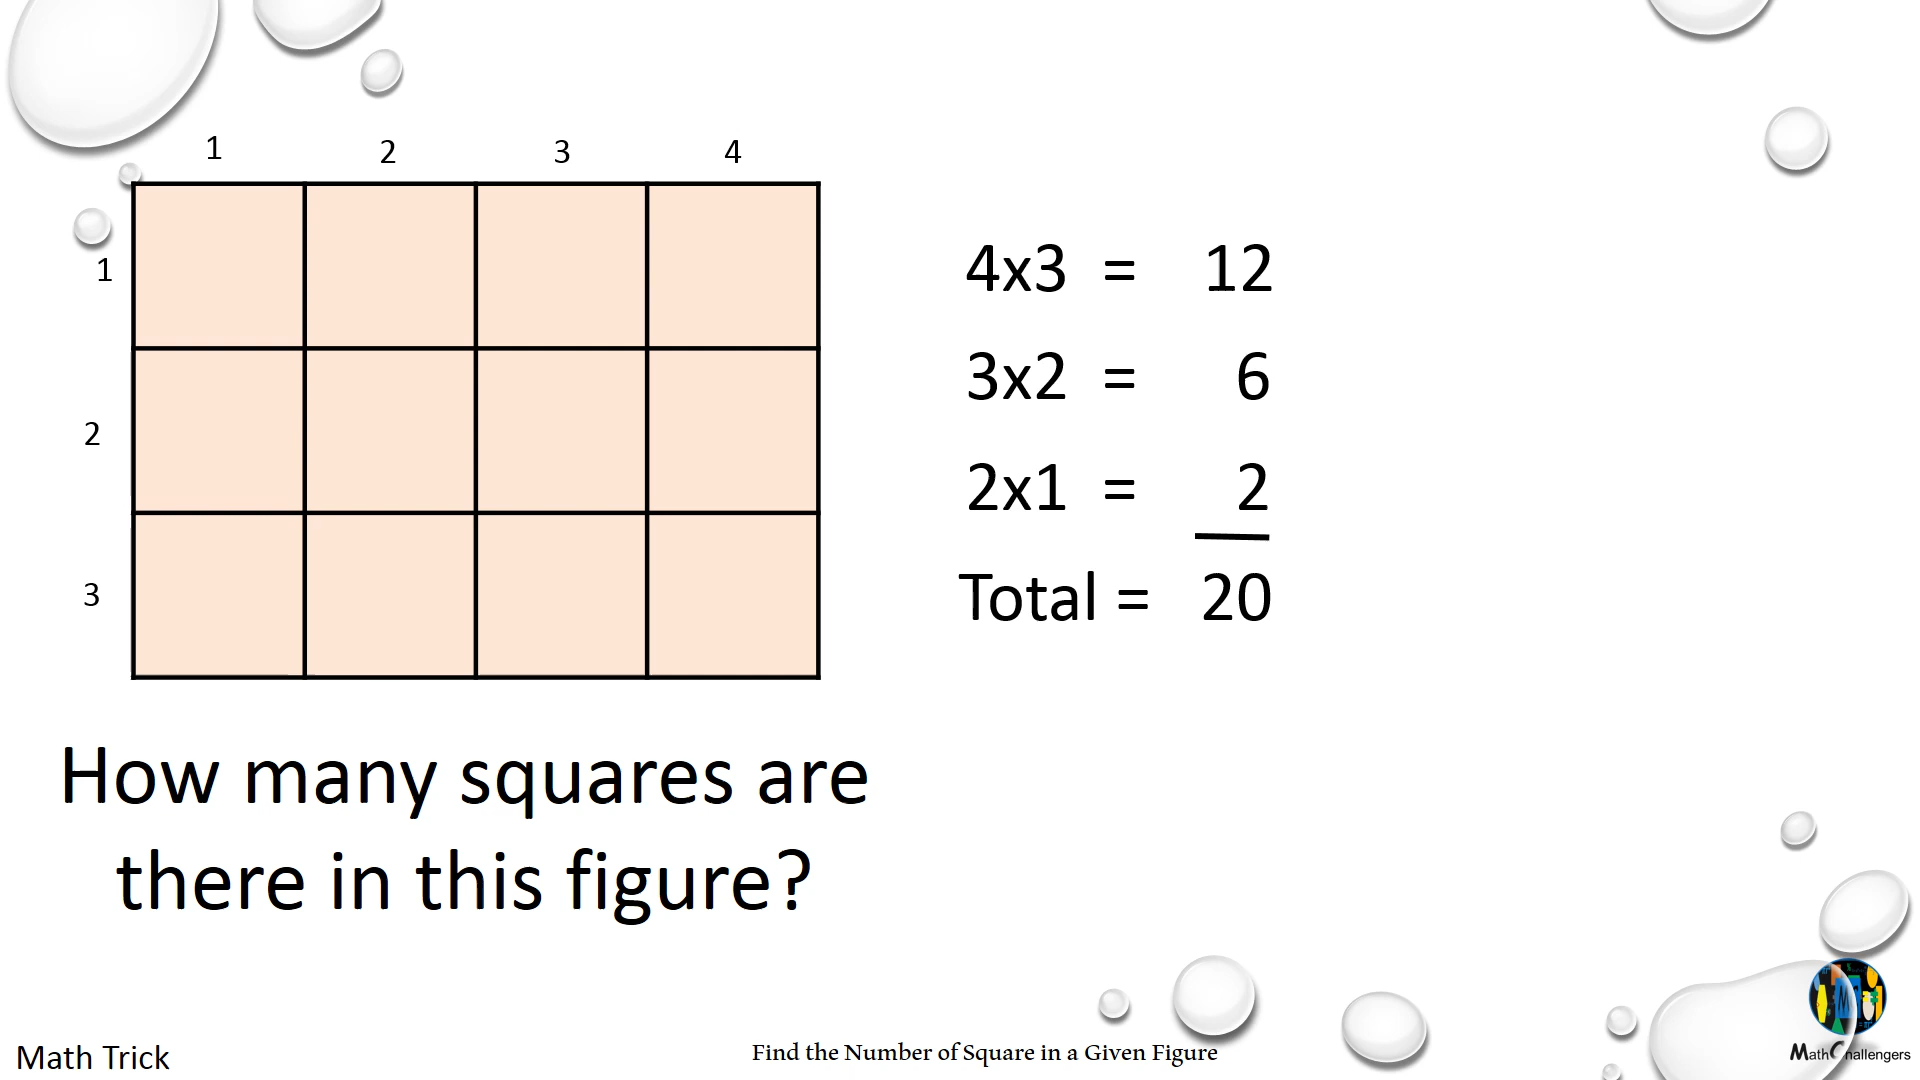 1 2 3 4
1
2
3
4x3 = 12
3x2 = 6
2x1 = 2
Total = 20
How many squares are
there in this figure?
Math Trick
Find the Number of Square in a Given Figure
MathChallengers